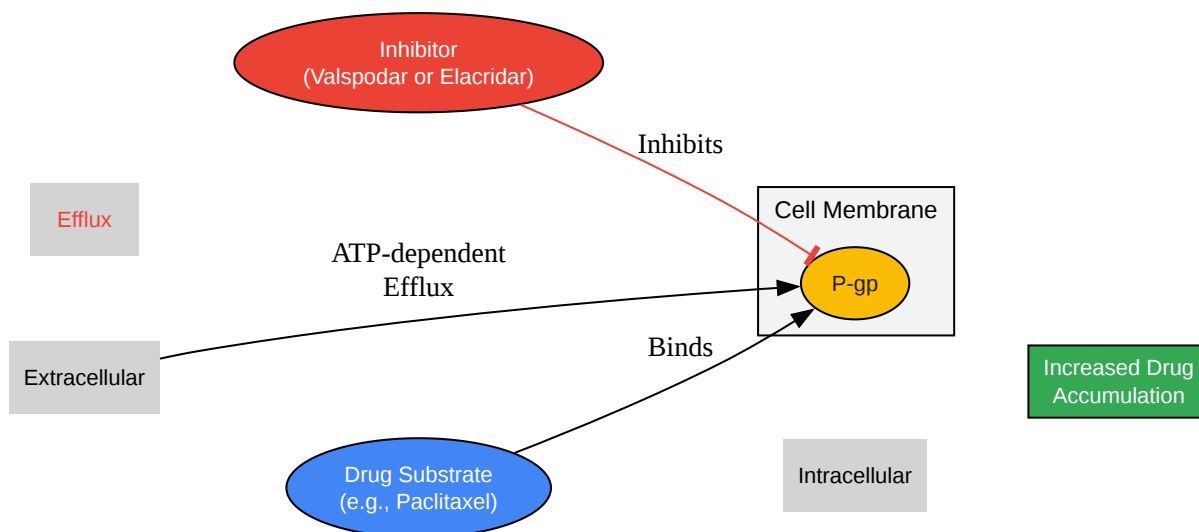 Inhibitor
(Valspodar or Elacridar)
Inhibits
Efflux
Cell Membrane
ATP-dependent
Efflux
P-gp
Binds
Extracellular
Increased Drug
Accumulation
Drug Substrate
(e.g., Paclitaxel)
Intracellular